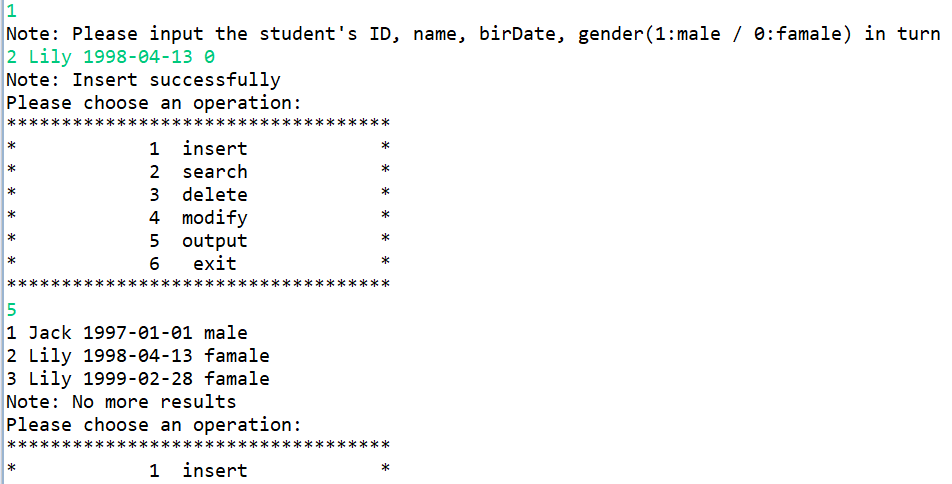 1
Note: Please input the student's ID, name, birDate, gender(1:male / 0:famale) in turn
2 Lily 1998-04-13 0
Note: Insert successfully
Please choose an operation:
***********************************
*            1  insert            *
*            2  search            *
*            3  delete            *
*            4  modify            *
*            5  output            *
*            6   exit             *
***********************************
5
1 Jack 1997-01-01 male
2 Lily 1998-04-13 famale
3 Lily 1999-02-28 famale
Note: No more results
Please choose an operation:
***********************************
*            1  insert            *